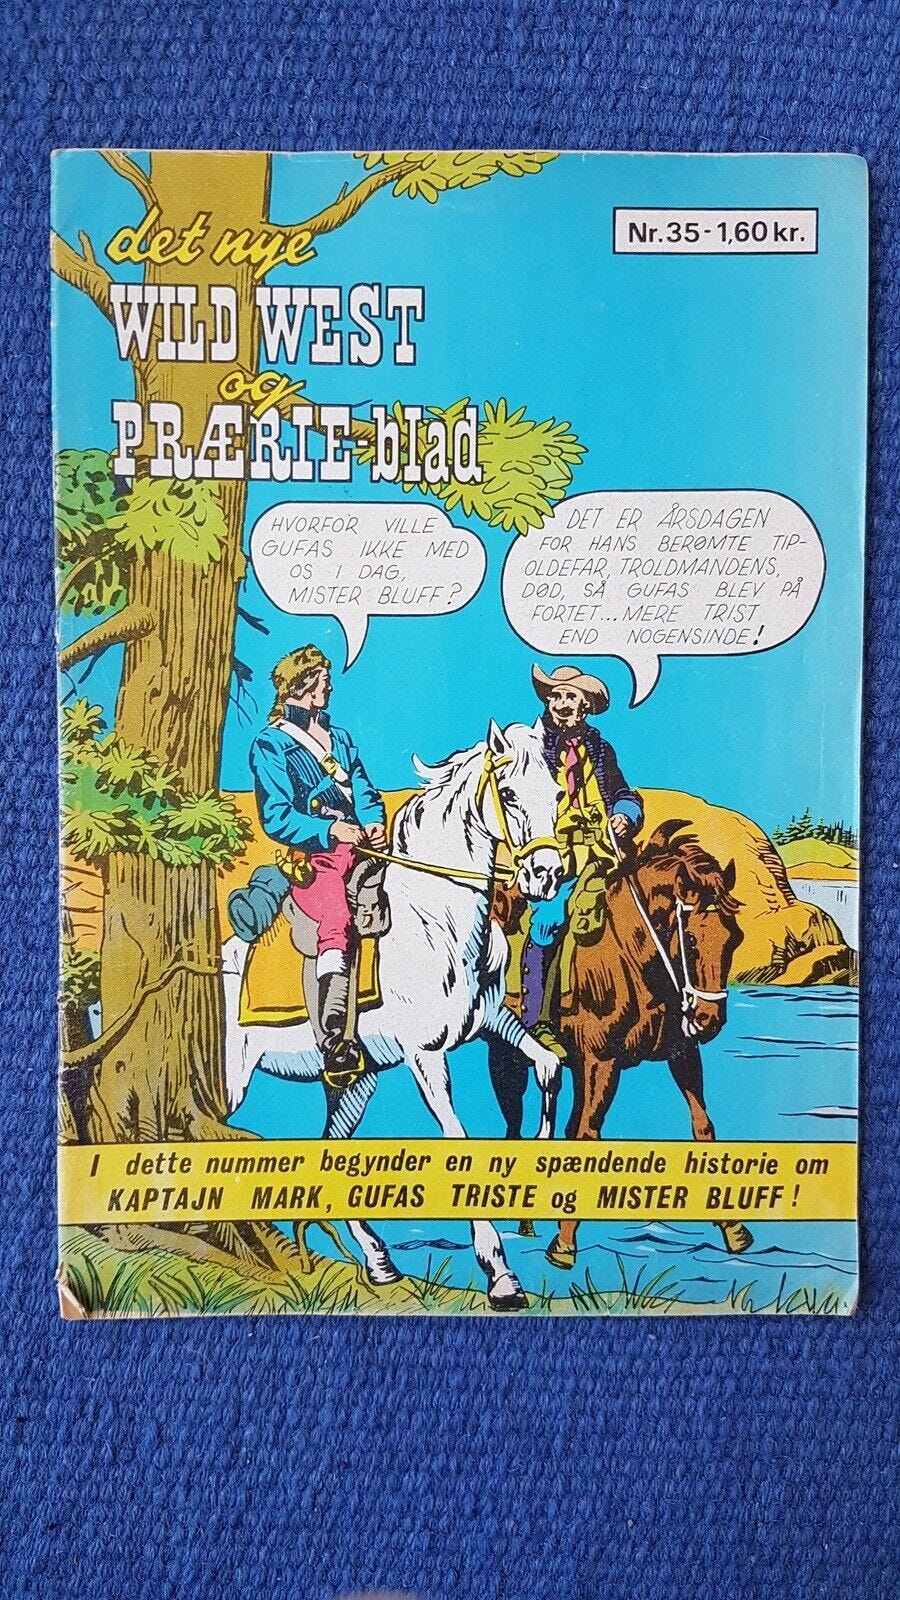 det nye
WILD WEST
og
PRÆRIE-blad
Nr.35-1,60 kr.
HVORFOR VILLE
GUFAS IKKE MED
OS I DAG,
MISTER BLUFF?
DET ER ÅRSDAGEN
FOR HANS BERØMTE TIP-
OLDEFAR, TROLDMANDENS,
DØD, SÅ GUFAS BLEV PÅ
FORTET...MERE TRIST
END NOGENSINDE!
I dette nummer begynder en ny spændende historie om
KAPTAJN MARK, GUFAS TRISTE og MISTER BLUFF!